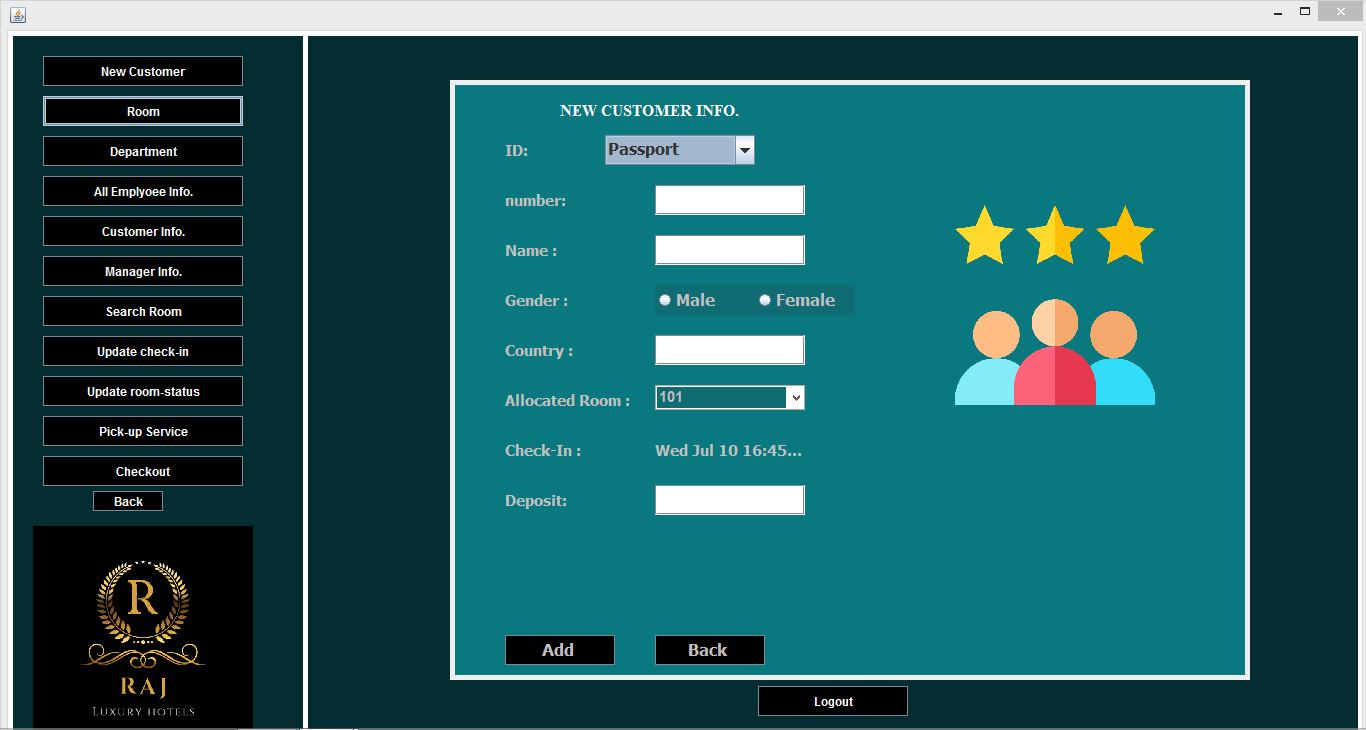 New Customer
Room
Department
All Emplyoee Info.
Customer Info.
Manager Info.
Search Room
Update check-in
Update room-status
Pick-up Service
Checkout
Back
R
RAJ
LUXURY HOTELS
NEW CUSTOMER INFO.
ID: Passport
number:
Name :
Gender : Male Female
Country :
Allocated Room : 101
Check-In : Wed Jul 10 16:45...
Deposit:
Add Back
Logout